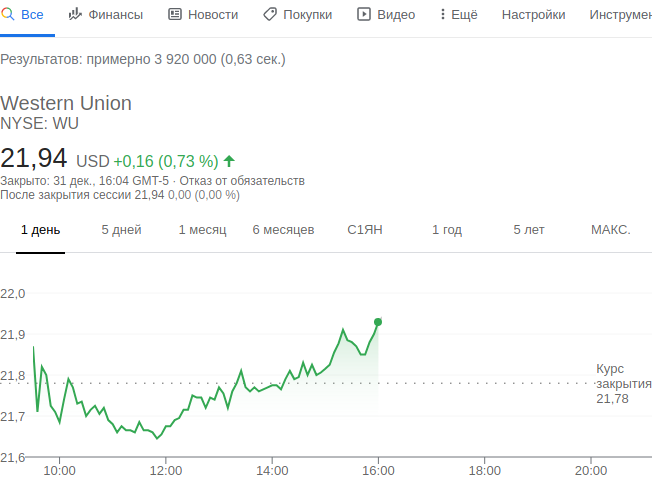 Все Финансы Новости Покупки Видео Ещё Настройки Инструмен
Результатов: примерно 3 920 000 (0,63 сек.)
Western Union
NYSE: WU
21,94 USD +0,16 (0,73 %)
Закрыто: 31 дек., 16:04 GMT-5 · Отказ от обязательств
После закрытия сессии 21,94 0,00 (0,00 %)
1 день 5 дней 1 месяц 6 месяцев С1ЯН 1 год 5 лет МАКС.
22,0
21,9
21,8
21,7
21,6
Курс
закрытия
21,78
10:00 12:00 14:00 16:00 18:00 20:00